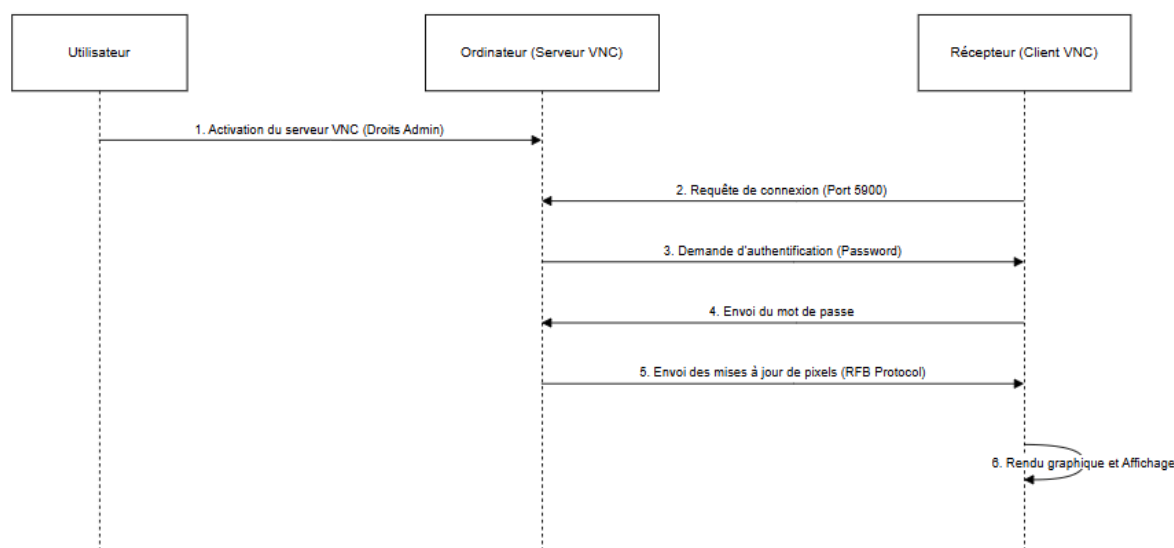 Utilisateur
Ordinateur (Serveur VNC)
Récepteur (Client VNC)
1. Activation du serveur VNC (Droits Admin)
2. Requête de connexion (Port 5900)
3. Demande d'authentification (Password)
4. Envoi du mot de passe
5. Envoi des mises à jour de pixels (RFB Protocol)
6. Rendu graphique et Affichage